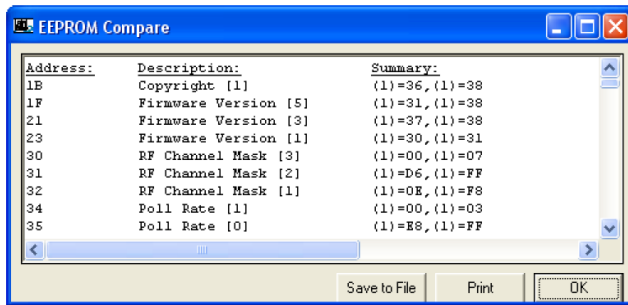 EEPROM Compare
Address: Description: Summary:
1B Copyright [1] (1)=36,(1)=38
1F Firmware Version [5] (1)=31,(1)=38
21 Firmware Version [3] (1)=37,(1)=38
23 Firmware Version [1] (1)=30,(1)=31
30 RF Channel Mask [3] (1)=00,(1)=07
31 RF Channel Mask [2] (1)=D6,(1)=FF
32 RF Channel Mask [1] (1)=0E,(1)=F8
34 Poll Rate [1] (1)=00,(1)=03
35 Poll Rate [0] (1)=E8,(1)=FF
Save to File Print OK